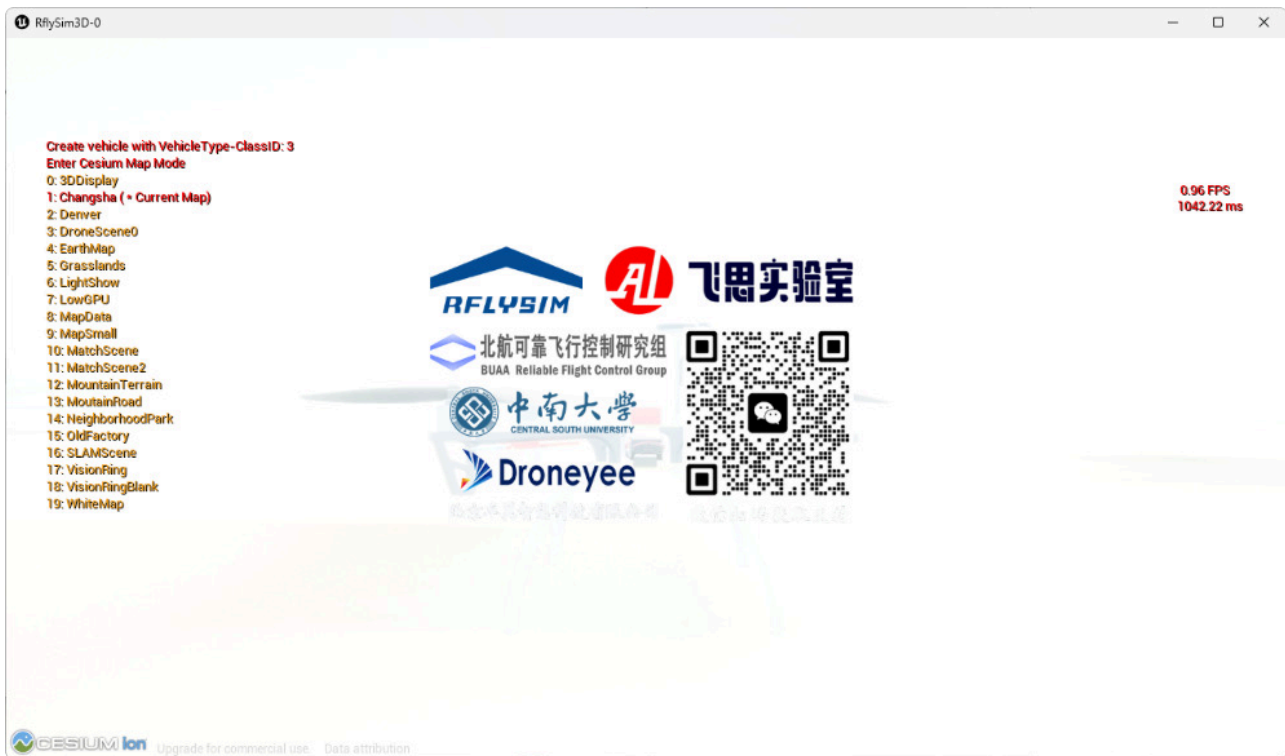 RflySim3D-0
Create vehicle with VehicleType-ClassID: 3
Enter Cesium Map Mode
0: 3DDisplay
1: Changsha ( * Current Map)
2: Denver
3: DroneScene0
4: EarthMap
5: Grasslands
6: LightShow
7: LowGPU
8: MapData
9: MapSmall
10: MatchScene
11: MatchScene2
12: MountainTerrain
13: MoutainRoad
14: NeighborhoodPark
15: OldFactory
16: SLAMScene
17: VisionRing
18: VisionRingBlank
19: WhiteMap
0.96 FPS
1042.22 ms
RFLYSIM
飞思实验室
北航可靠飞行控制研究组
BUAA Reliable Flight Control Group
中南大学
CENTRAL SOUTH UNIVERSITY
Droneyee
CESIUM ion
Upgrade for commercial use
Data attribution